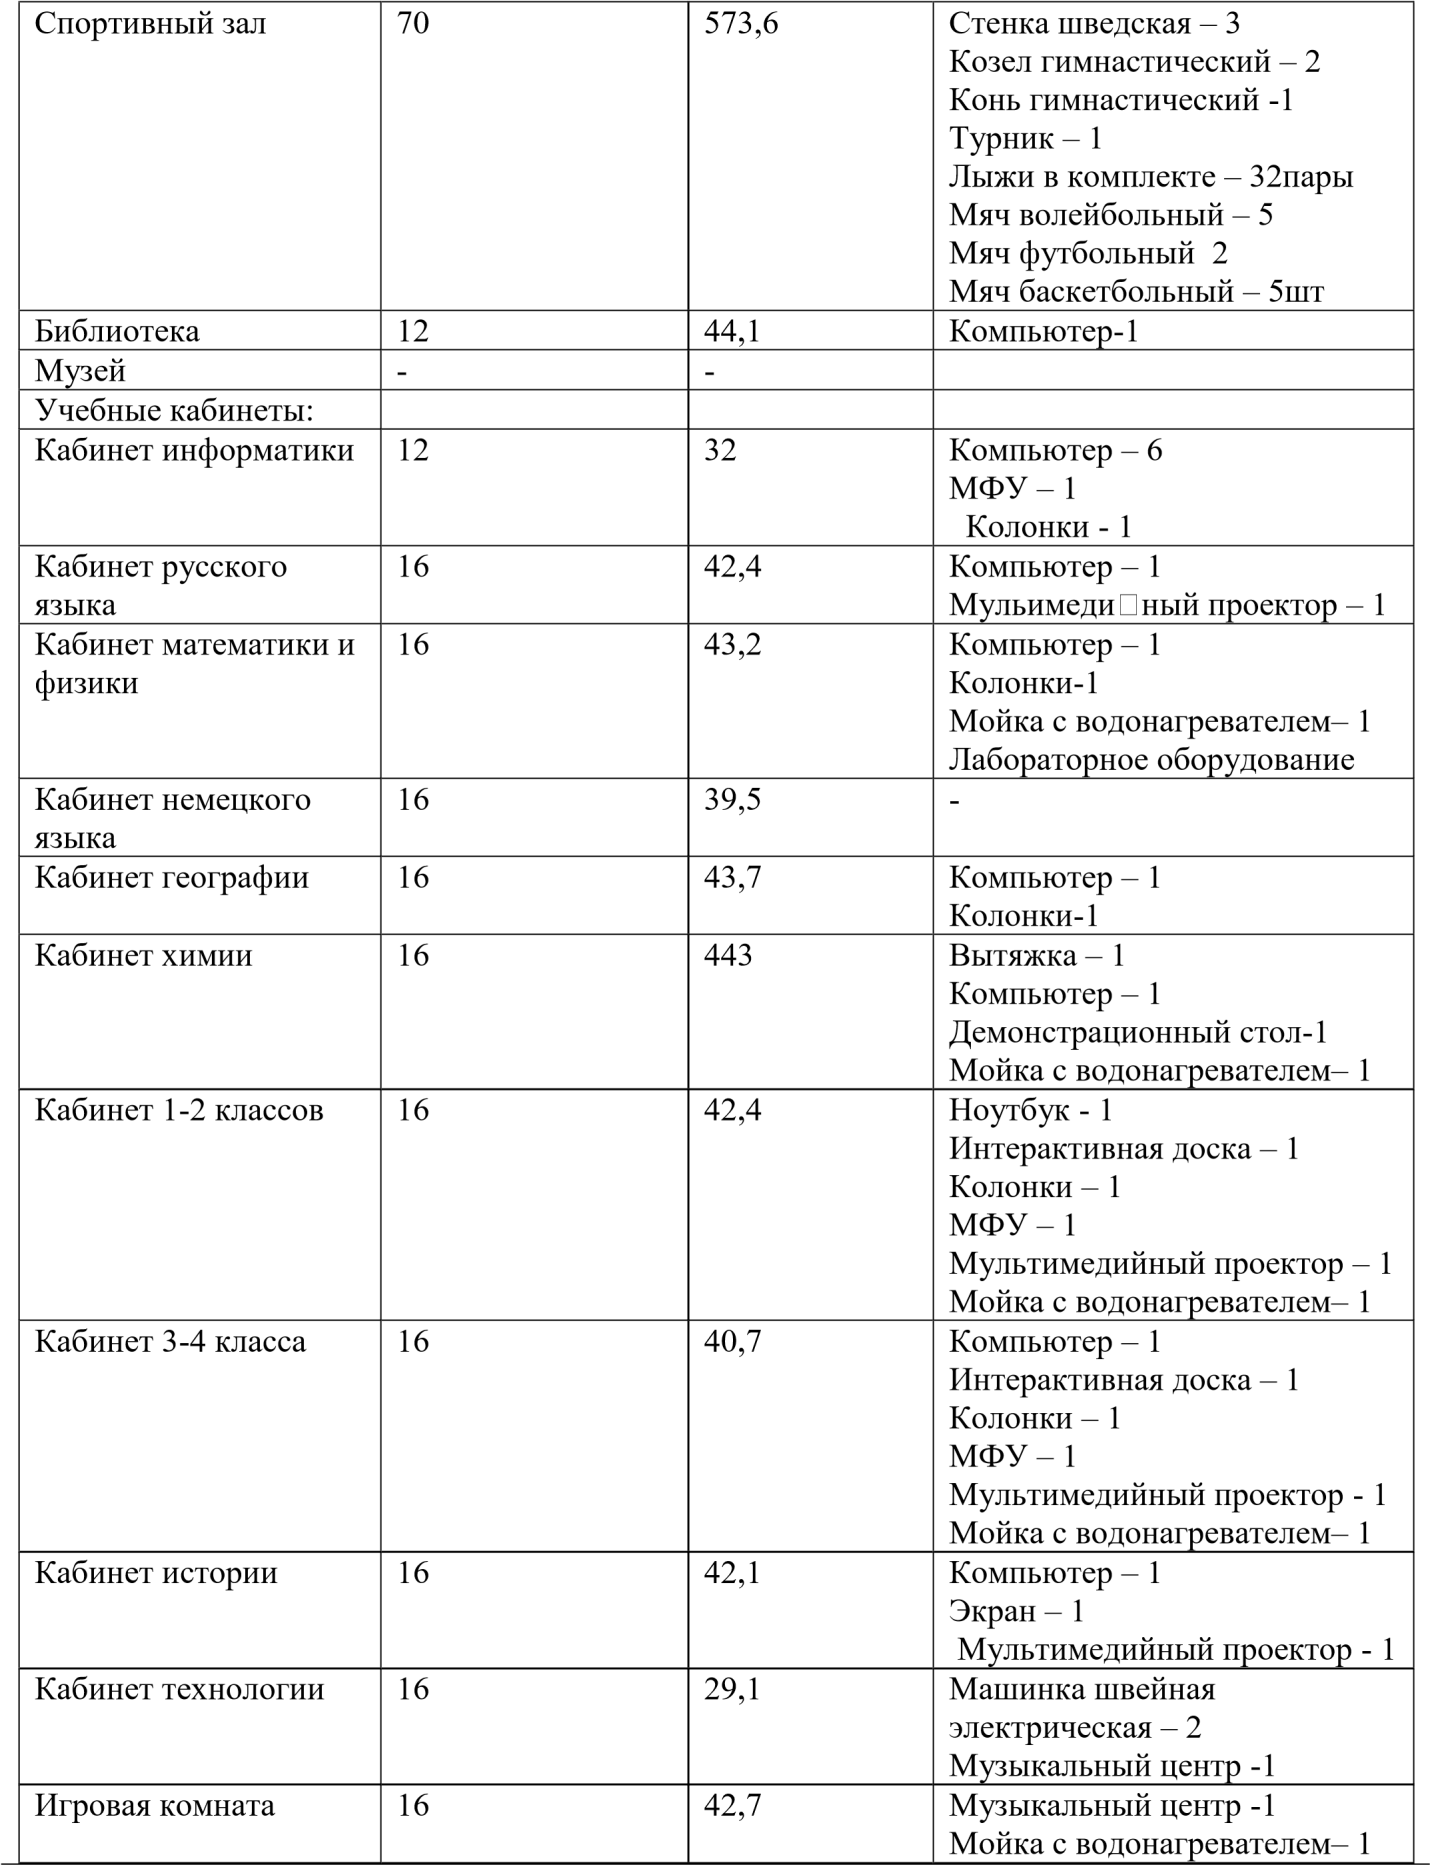 Спортивный зал 70 573,6 Стенка шведская – 3
Козел гимнастический – 2
Конь гимнастический -1
Турник – 1
Лыжи в комплекте – 32пары
Мяч волейбольный – 5
Мяч футбольный  2
Мяч баскетбольный – 5шт
Библиотека 12 44,1 Компьютер-1
Музей - -
Учебные кабинеты:
Кабинет информатики 12 32 Компьютер – 6
МФУ – 1
Колонки - 1
Кабинет русского 16 42,4 Компьютер – 1
языка Мульимеди□ный проектор – 1
Кабинет математики и 16 43,2 Компьютер – 1
физики Колонки-1
Мойка с водонагревателем– 1
Лабораторное оборудование
Кабинет немецкого 16 39,5 -
языка
Кабинет географии 16 43,7 Компьютер – 1
Колонки-1
Кабинет химии 16 443 Вытяжка – 1
Компьютер – 1
Демонстрационный стол-1
Мойка с водонагревателем– 1
Кабинет 1-2 классов 16 42,4 Ноутбук - 1
Интерактивная доска – 1
Колонки – 1
МФУ – 1
Мультимедийный проектор – 1
Мойка с водонагревателем– 1
Кабинет 3-4 класса 16 40,7 Компьютер – 1
Интерактивная доска – 1
Колонки – 1
МФУ – 1
Мультимедийный проектор - 1
Мойка с водонагревателем– 1
Кабинет истории 16 42,1 Компьютер – 1
Экран – 1
Мультимедийный проектор - 1
Кабинет технологии 16 29,1 Машинка швейная
электрическая – 2
Музыкальный центр -1
Игровая комната 16 42,7 Музыкальный центр -1
Мойка с водонагревателем– 1